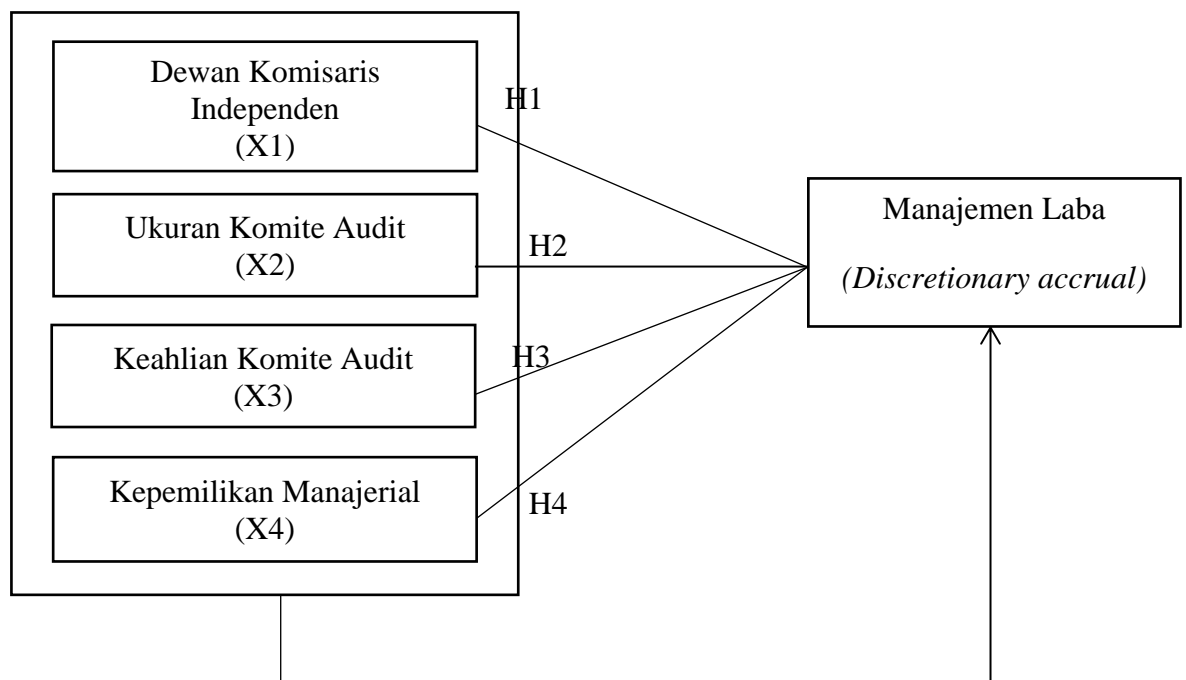 Dewan Komisaris
Independen
(X1)
H1
Ukuran Komite Audit
(X2)
H2
Keahlian Komite Audit
(X3)
H3
Kepemilikan Manajerial
(X4)
H4
Manajemen Laba
(Discretionary accrual)